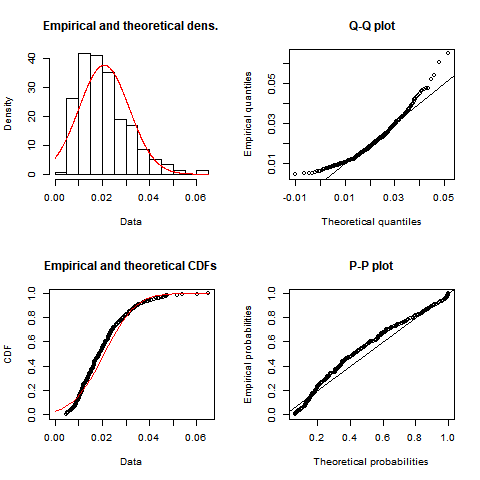 Empirical and theoretical dens.
Density
0 10 20 30 40
0.00 0.02 0.04 0.06
Data
Q-Q plot
Empirical quantiles
0.01 0.03 0.05
-0.01 0.01 0.03 0.05
Theoretical quantiles
Empirical and theoretical CDFs
CDF
0.0 0.2 0.4 0.6 0.8 1.0
0.00 0.02 0.04 0.06
Data
P-P plot
Empirical probabilities
0.0 0.2 0.4 0.6 0.8 1.0
0.2 0.4 0.6 0.8 1.0
Theoretical probabilities